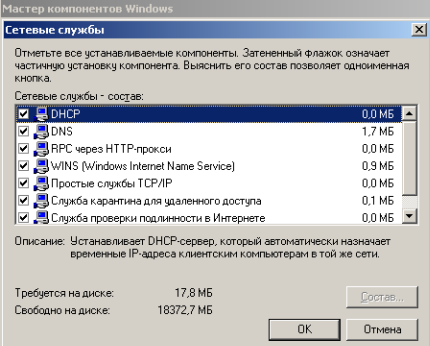 Мастер компонентов Windows
Сетевые службы
Отметьте все устанавливаемые компоненты. Затененный флажок означает
частичную установку компонента. Выяснить его состав позволяет одноименная
кнопка.
Сетевые службы - состав:
DHCP 0,0 МБ
DNS 1,7 МБ
RPC через HTTP-прокси 0,0 МБ
WINS (Windows Internet Name Service) 0,9 МБ
Простые службы TCP/IP 0,0 МБ
Служба карантина для удаленного доступа 0,1 МБ
Служба проверки подлинности в Интернете 0,0 МБ
Описание: Устанавливает DHCP-сервер, который автоматически назначает
временные IP-адреса клиентским компьютерам в той же сети.
Требуется на диске: 17,8 МБ
Состав...
Свободно на диске: 18372,7 МБ
OK Отмена